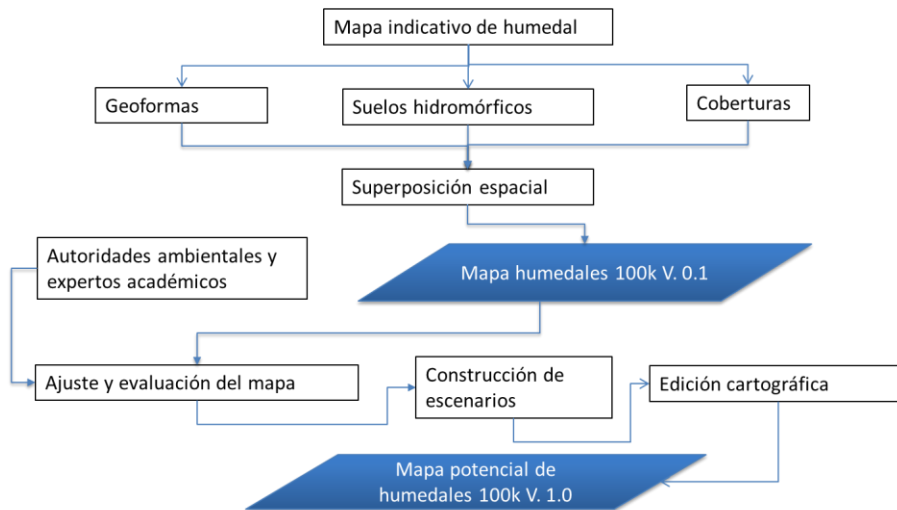 Mapa indicativo de humedal
Geoformas
Suelos hidromórficos
Coberturas
Superposición espacial
Autoridades ambientales y
expertos académicos
Mapa humedales 100k V. 0.1
Ajuste y evaluación del mapa
Construcción de
escenarios
Edición cartográfica
Mapa potencial de
humedales 100k V. 1.0